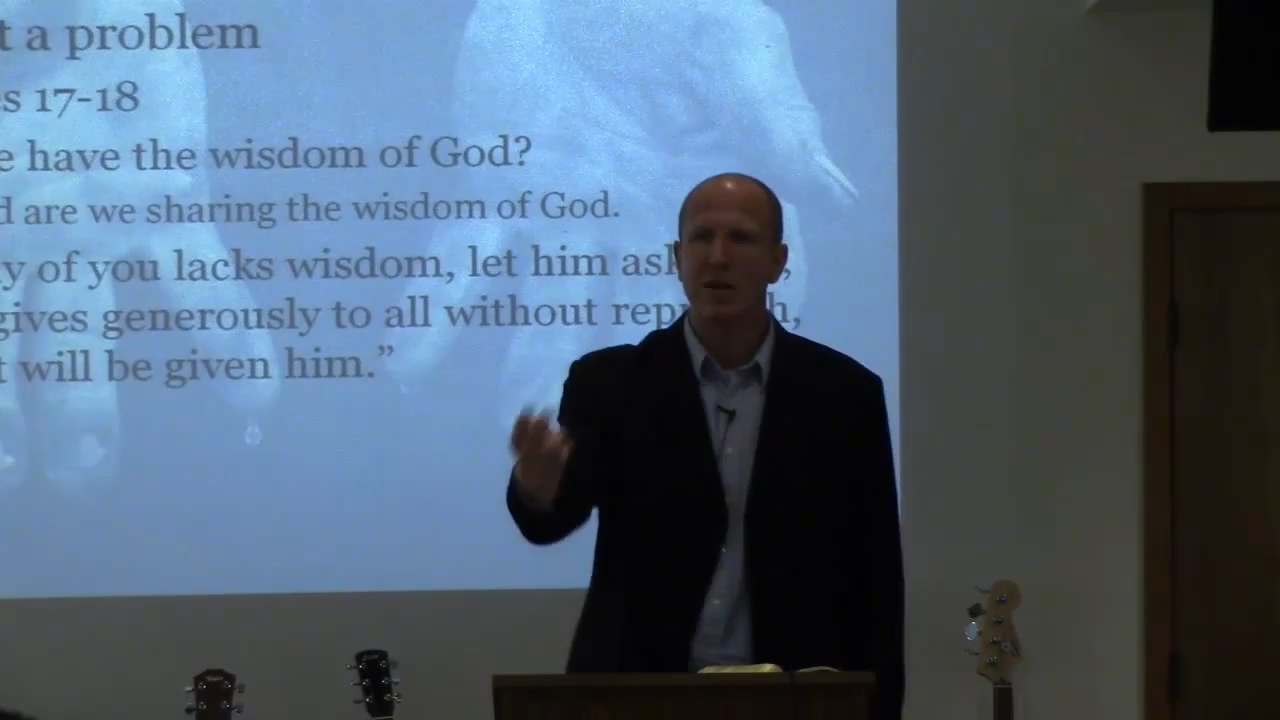 t a problem
s 17-18
e have the wisdom of God?
d are we sharing the wisdom of God.
y of you lacks wisdom, let him ask
gives generously to all without rep h,
t will be given him.”